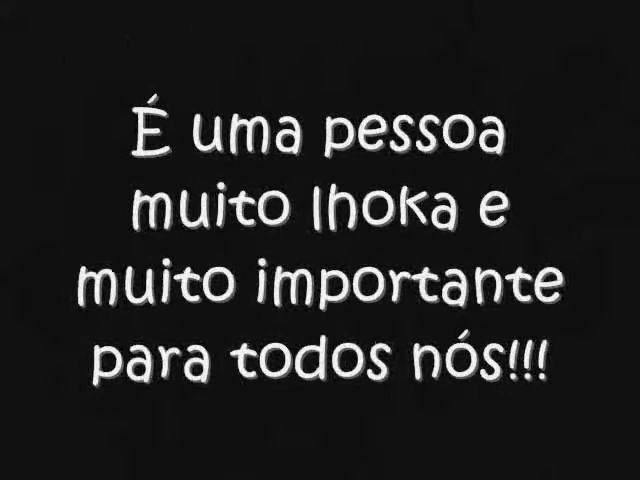 É uma pessoa
muito lhoka e
muito importante
para todos nós!!!